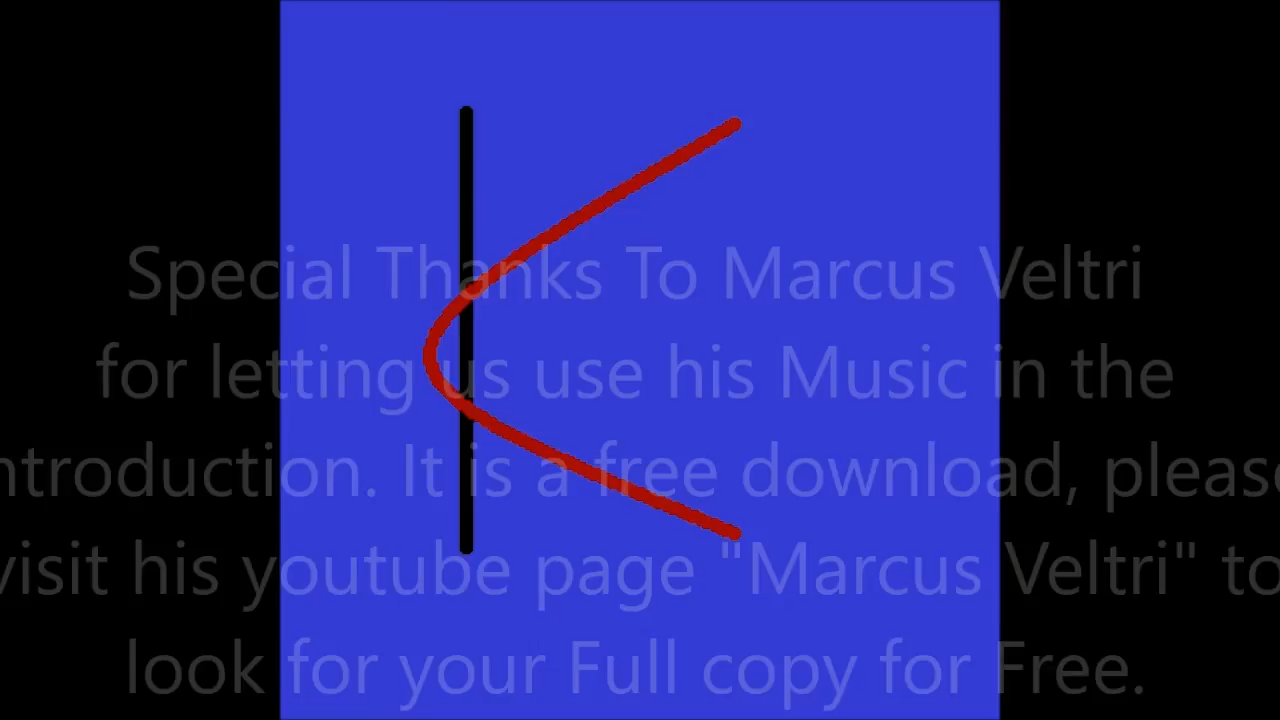 K
Special Thanks To Marcus Veltri
for letting us use his Music in the
ntroduction. It is a free download, please
visit his youtube page "Marcus Veltri" to
look for your Full copy for Free.